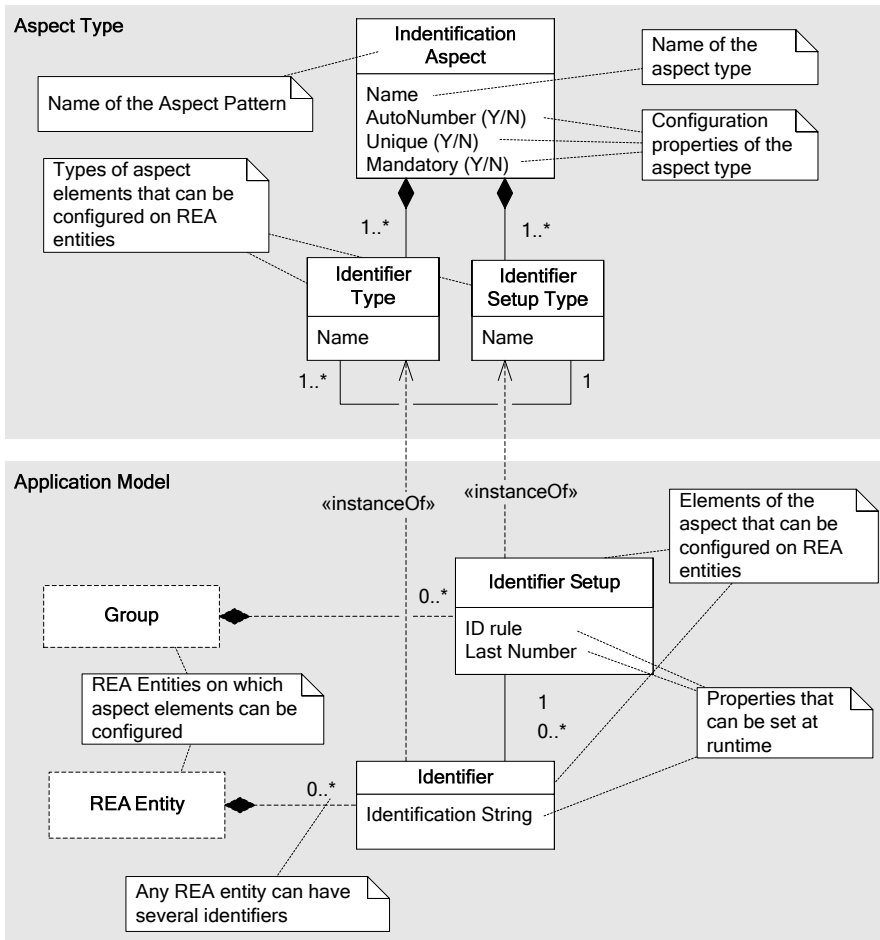 Aspect Type
Indentification
Aspect
Name
AutoNumber (Y/N)
Unique (Y/N)
Mandatory (Y/N)
Name of the
aspect type
Name of the Aspect Pattern
Configuration
properties of the
aspect type
Types of aspect
elements that can be
configured on REA
entities
1..*
1..*
Identifier
Type
Name
Identifier
Setup Type
Name
1..*
1
Application Model
«instanceOf»
«instanceOf»
Elements of the
aspect that can be
configured on REA
entities
Identifier Setup
ID rule
Last Number
0..*
Group
REA Entities on which
aspect elements can be
configured
Properties that
can be set at
runtime
1
0..*
Identifier
Identification String
0..*
REA Entity
Any REA entity can have
several identifiers